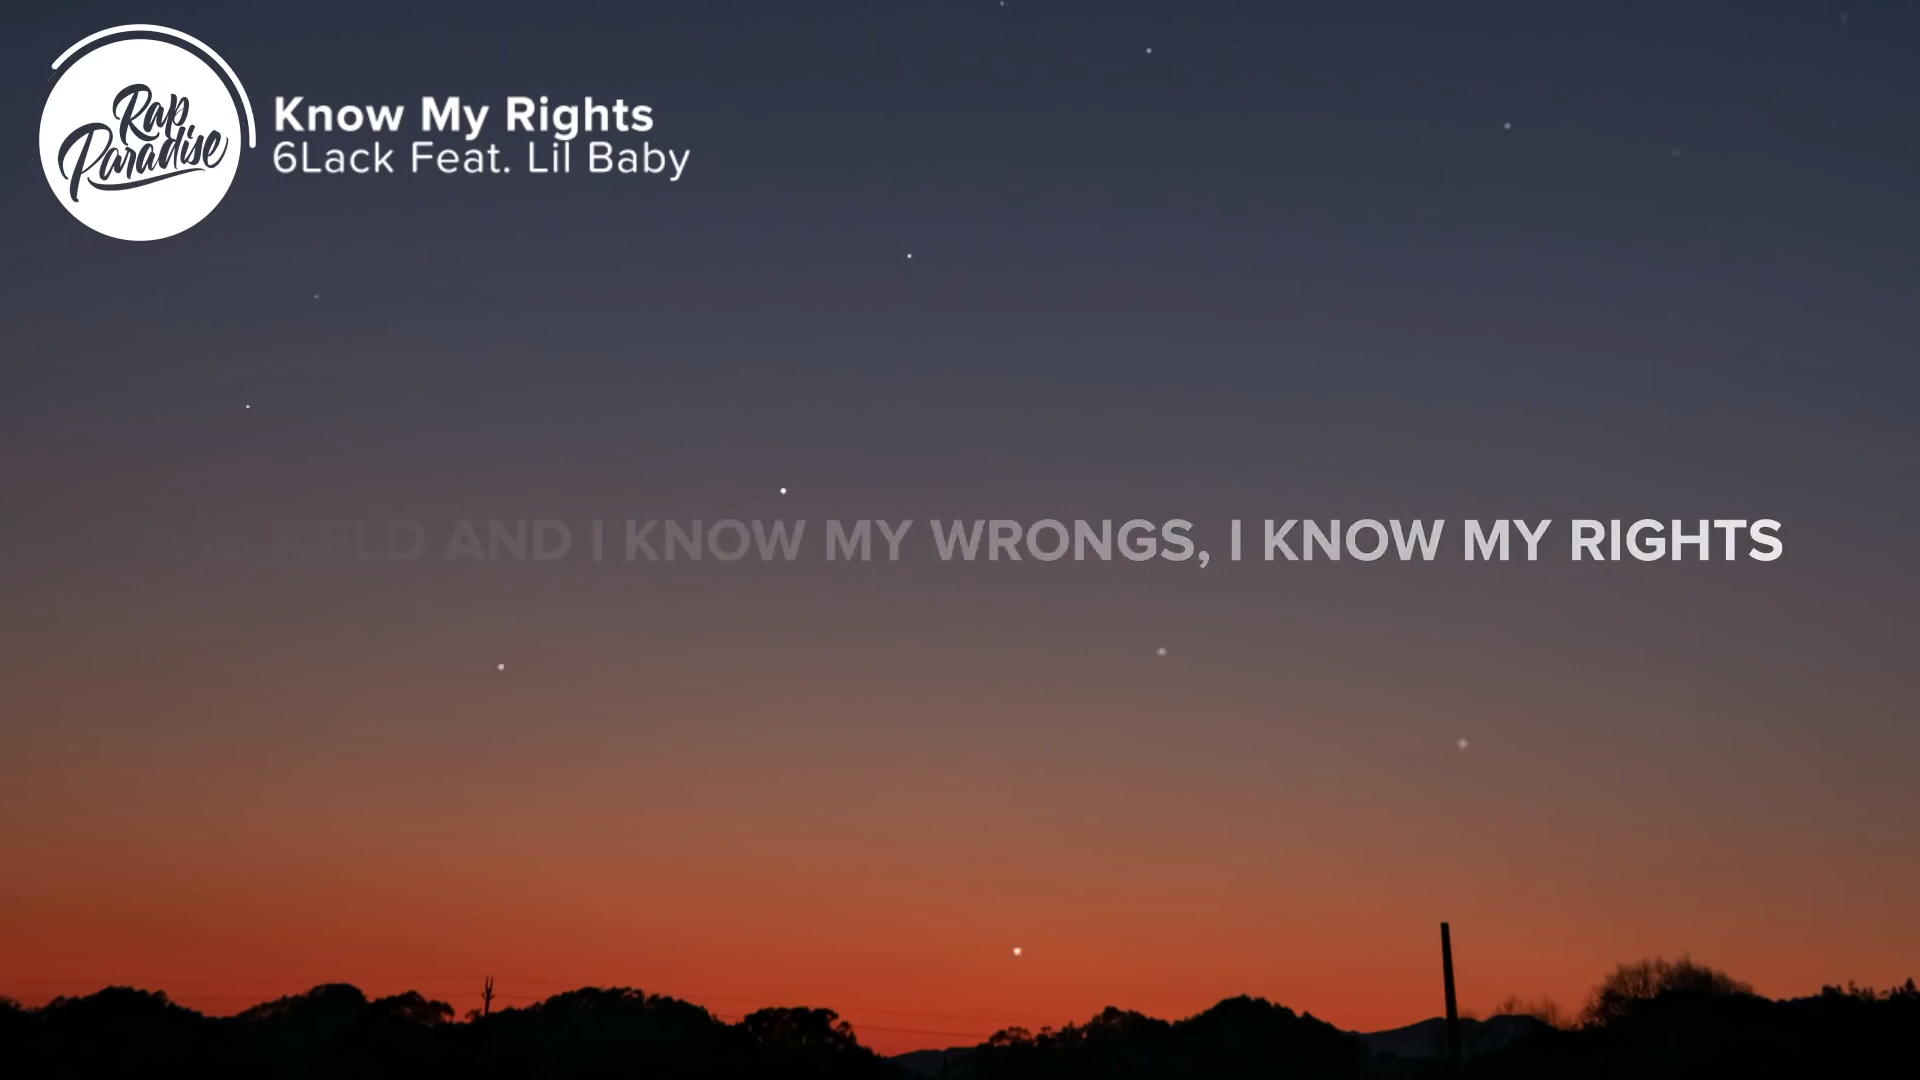 Rap
Paradise
Know My Rights
6Lack Feat. Lil Baby
AND I KNOW MY WRONGS, I KNOW MY RIGHTS